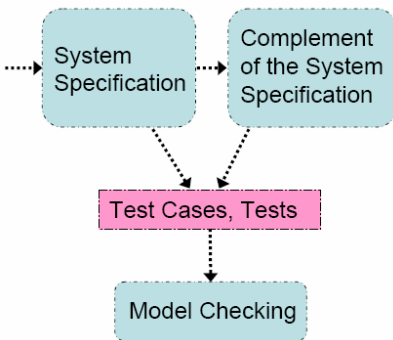 System
Specification
Complement
of the System
Specification
Test Cases, Tests
Model Checking